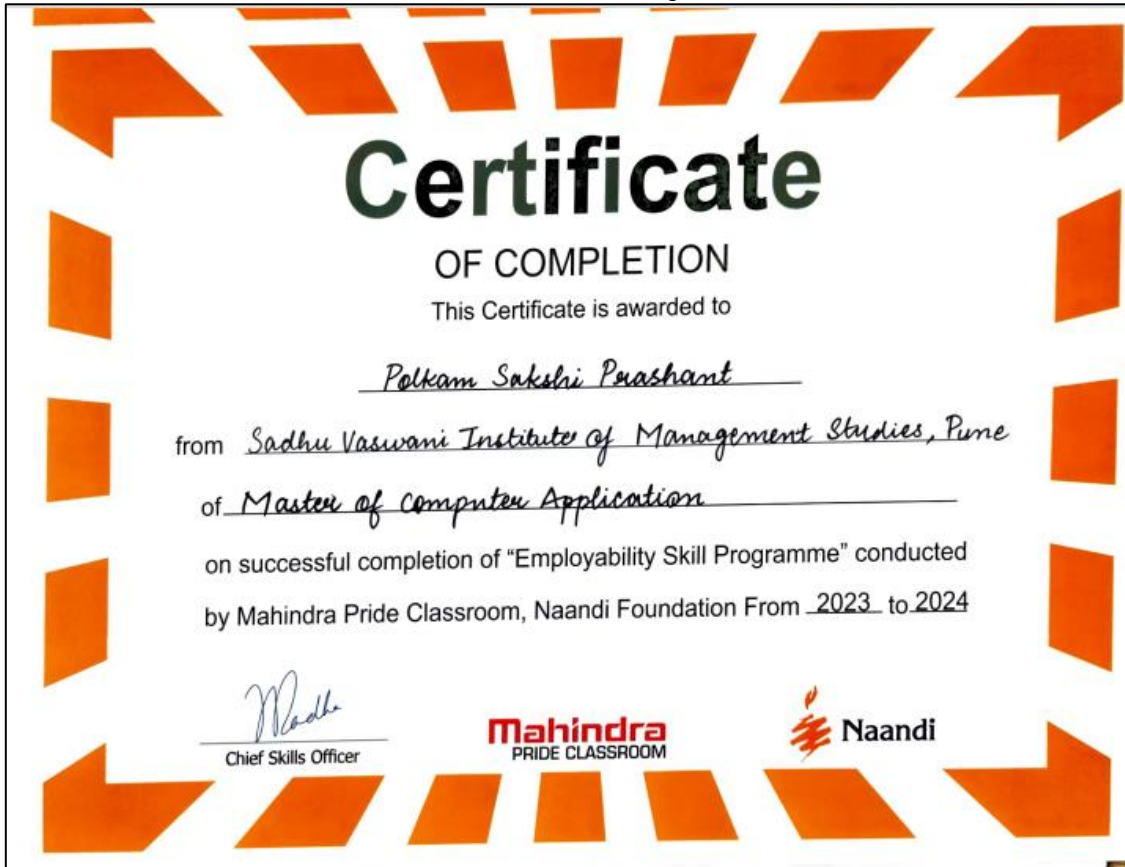 Certificate
OF COMPLETION
This Certificate is awarded to
Polkam Sakshi Prashant
from Sadhu Vaswani Institute of Management Studies, Pune
of Master of Computer Application
on successful completion of “Employability Skill Programme” conducted
by Mahindra Pride Classroom, Naandi Foundation From 2023 to 2024
Madhu
Chief Skills Officer
Mahindra
PRIDE CLASSROOM
Naandi